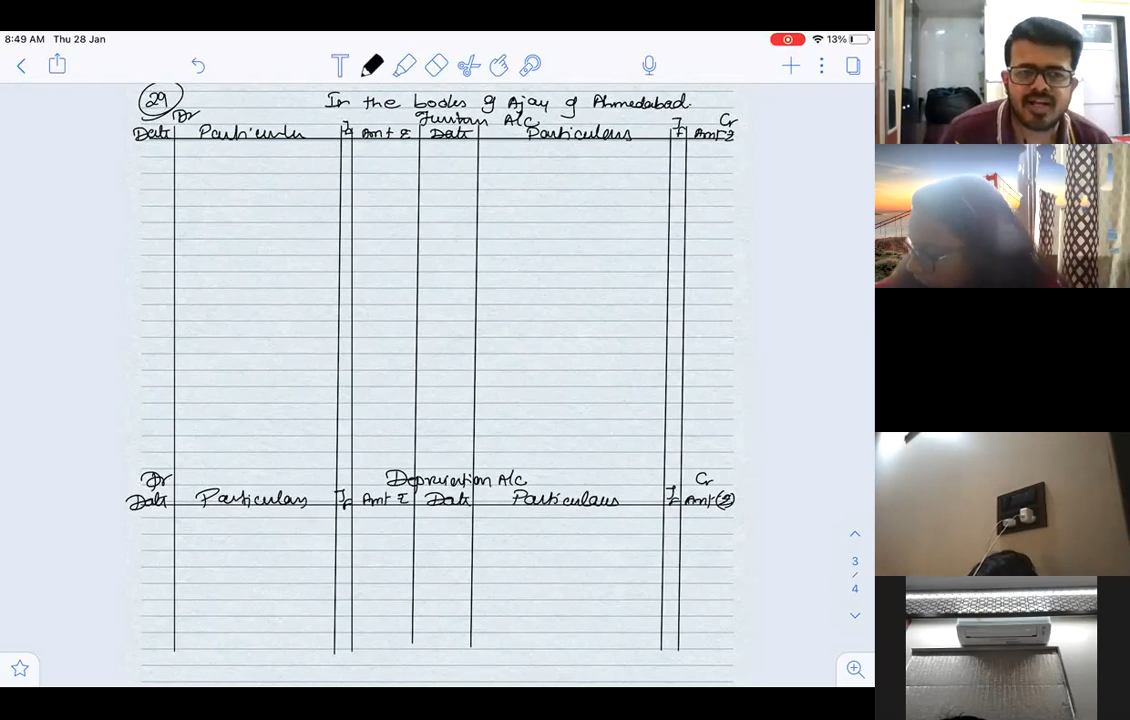 8:49 AM Thu 28 Jan
13%
29
In the books of Ajay of Ahmedabad.
Dr A/c Cr
Date Particulars Amt ₹ Date Particulars Amt ₹
Dr Depreciation A/c Cr
Date Particulars Amt ₹ Date Particulars Amt (₹)
3
/
4